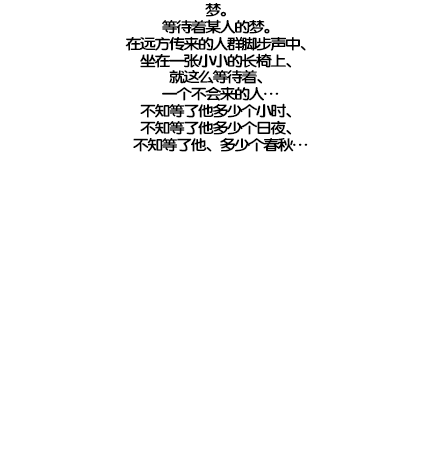 梦。
等待着某人的梦。
在远方传来的人群脚步声中、
坐在一张小小的长椅上、
就这么等待着、
一个不会来的人…
不知等了他多少个小时、
不知等了他多少个日夜、
不知等了他、多少个春秋…